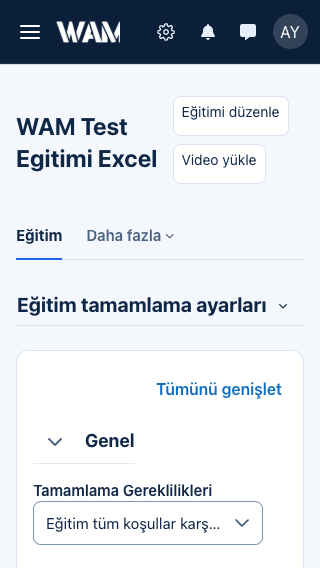 WAM
AY
WAM Test
Egitimi Excel
Eğitimi düzenle
Video yükle
Eğitim
Daha fazla
Eğitim tamamlama ayarları
Tümünü genişlet
Genel
Tamamlama Gereklilikleri
Eğitim tüm koşullar karş...